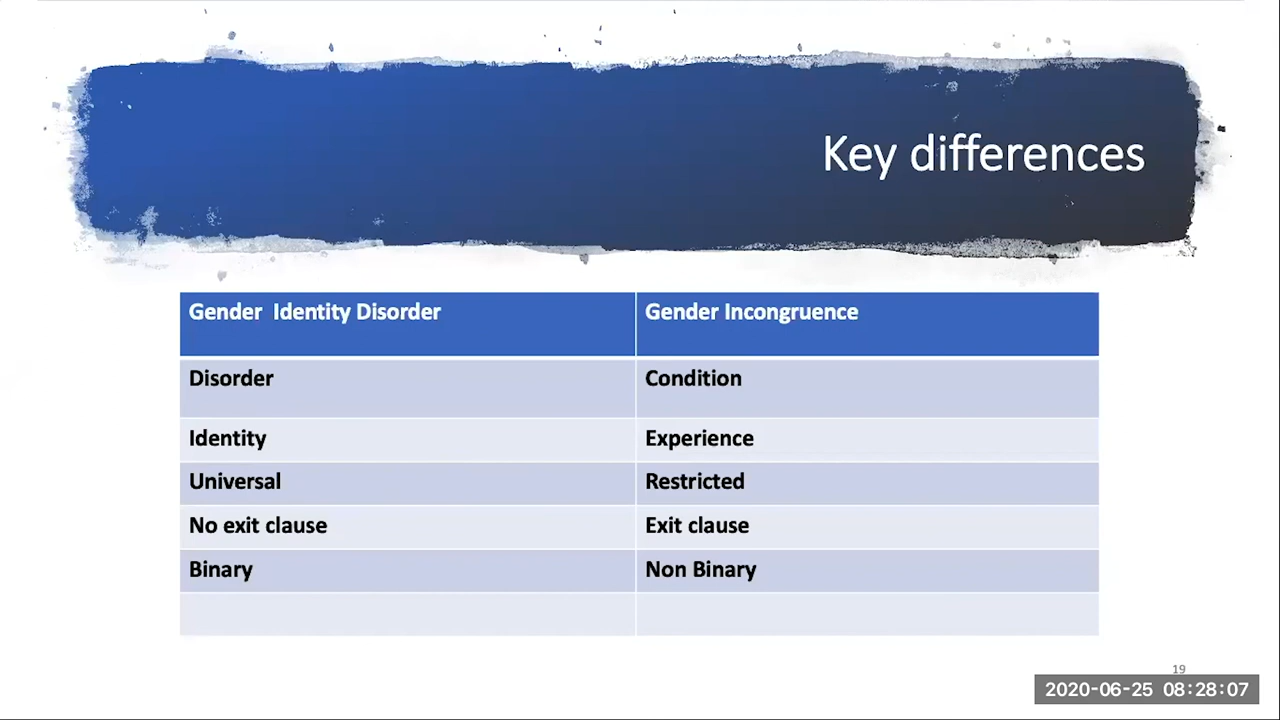 Key differences
Gender Identity Disorder
Gender Incongruence
Disorder
Condition
Identity
Experience
Universal
Restricted
No exit clause
Exit clause
Binary
Non Binary
19
2020-06-25 08:28:07